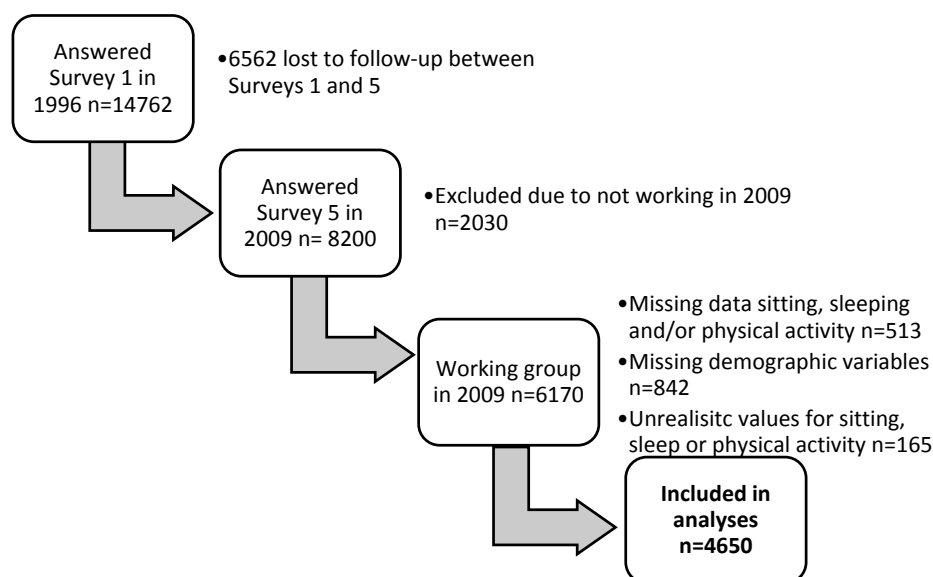 Answered
Survey 1 in
1996 n=14762
•6562 lost to follow-up between
Surveys 1 and 5
Answered
Survey 5 in
2009 n= 8200
•Excluded due to not working in 2009
n=2030
Working group
in 2009 n=6170
•Missing data sitting, sleeping
and/or physical activity n=513
•Missing demographic variables
n=842
•Unrealisitc values for sitting,
sleep or physical activity n=165
Included in
analyses
n=4650